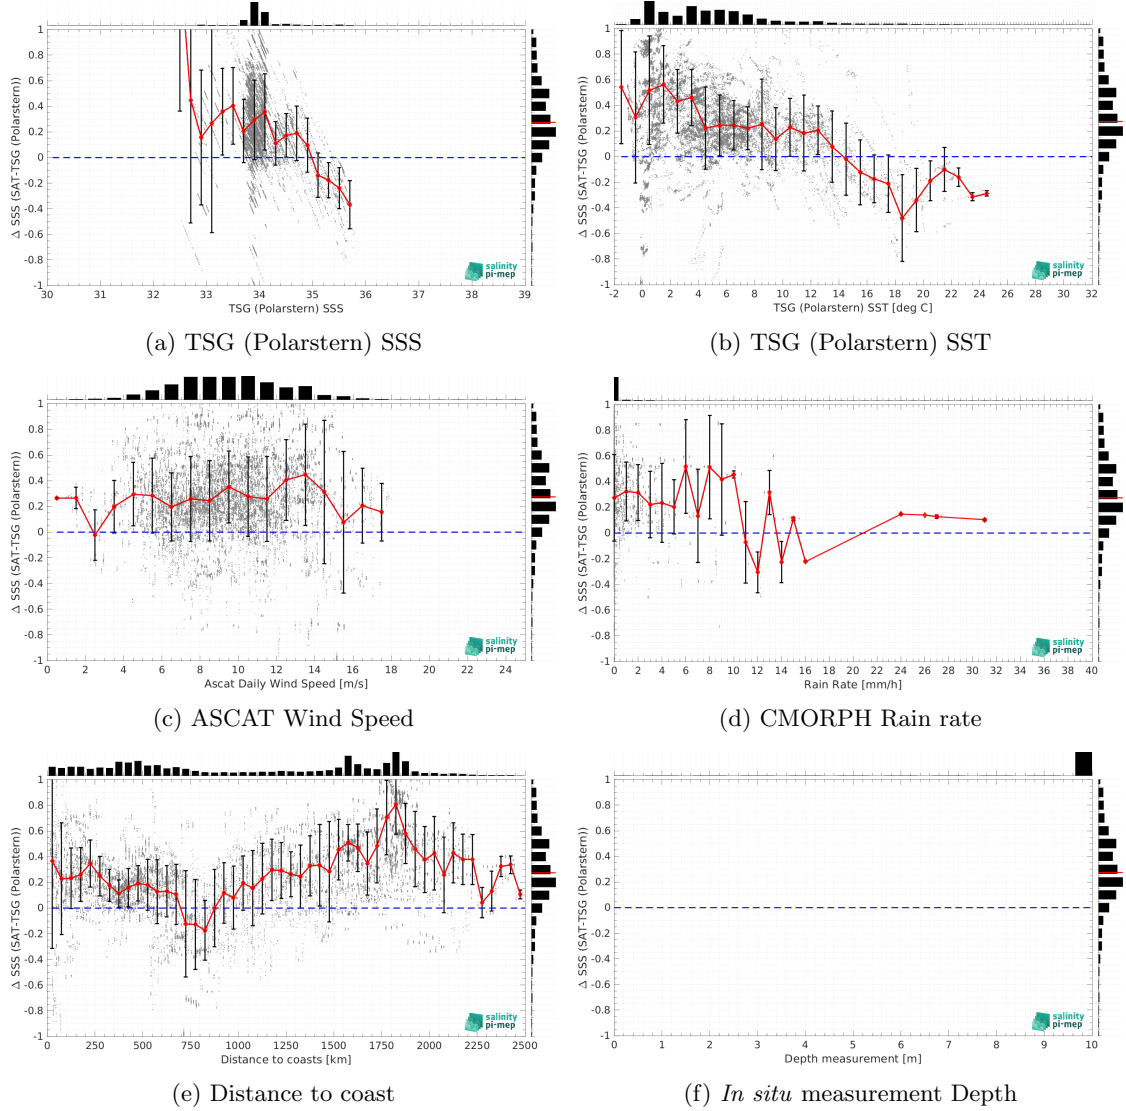 1
0.8
0.6
0.4
0.2
0
-0.2
-0.4
-0.6
-0.8
-1
Δ SSS (SAT-TSG (Polarstern))
30 31 32 33 34 35 36 37 38 39
TSG (Polarstern) SSS
salinity
pi-mep
(a) TSG (Polarstern) SSS
1
0.8
0.6
0.4
0.2
0
-0.2
-0.4
-0.6
-0.8
-1
Δ SSS (SAT-TSG (Polarstern))
-2 0 2 4 6 8 10 12 14 16 18 20 22 24 26 28 30 32
TSG (Polarstern) SST [deg C]
salinity
pi-mep
(b) TSG (Polarstern) SST
1
0.8
0.6
0.4
0.2
0
-0.2
-0.4
-0.6
-0.8
-1
Δ SSS (SAT-TSG (Polarstern))
0 2 4 6 8 10 12 14 16 18 20 22 24
Ascat Daily Wind Speed [m/s]
salinity
pi-mep
(c) ASCAT Wind Speed
1
0.8
0.6
0.4
0.2
0
-0.2
-0.4
-0.6
-0.8
-1
Δ SSS (SAT-TSG (Polarstern))
0 2 4 6 8 10 12 14 16 18 20 22 24 26 28 30 32 34 36 38 40
Rain Rate [mm/h]
salinity
pi-mep
(d) CMORPH Rain rate
1
0.8
0.6
0.4
0.2
0
-0.2
-0.4
-0.6
-0.8
-1
Δ SSS (SAT-TSG (Polarstern))
0 250 500 750 1000 1250 1500 1750 2000 2250 2500
Distance to coasts [km]
salinity
pi-mep
(e) Distance to coast
1
0.8
0.6
0.4
0.2
0
-0.2
-0.4
-0.6
-0.8
-1
Δ SSS (SAT-TSG (Polarstern))
0 1 2 3 4 5 6 7 8 9 10
Depth measurement [m]
salinity
pi-mep
(f) In situ measurement Depth